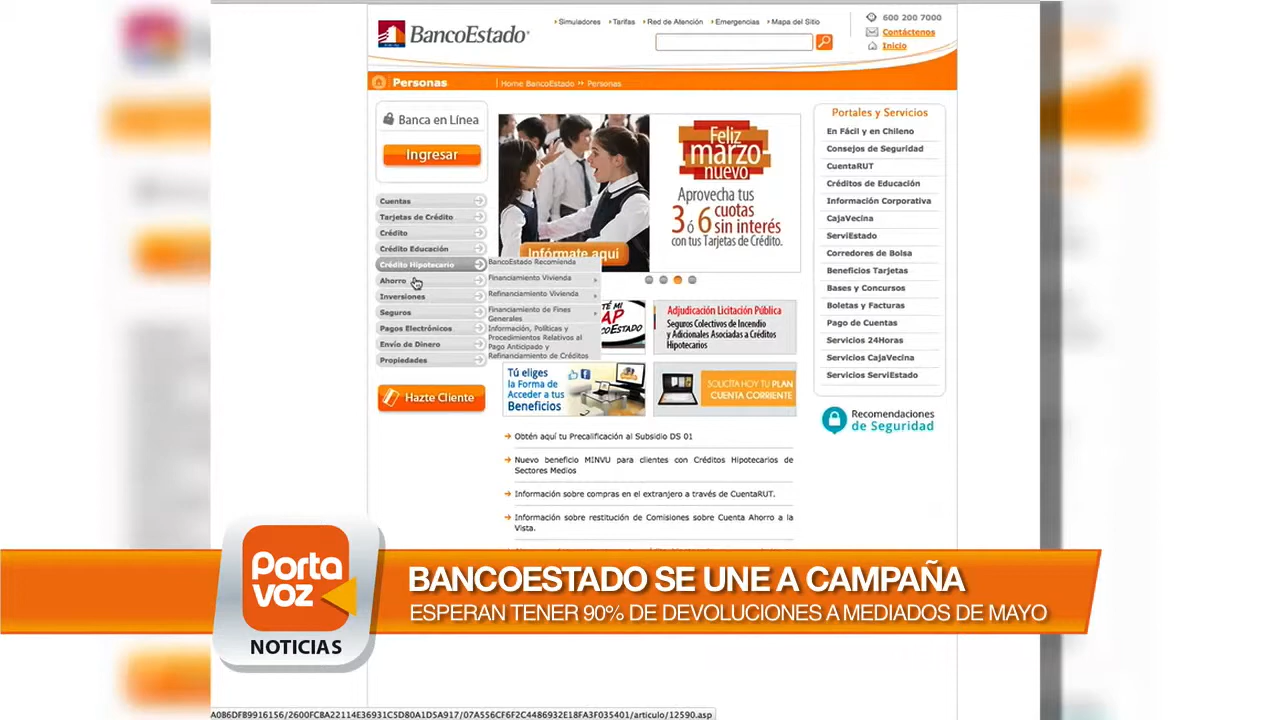 BancoEstado
Simuladores
Tarifas
Red de Atención
Emergencias
Mapa del Sitio
600 200 7000
Contáctenos
Inicio
Personas
Home BancoEstado
Personas
Banca en Línea
Ingresar
Cuentas
Tarjetas de Crédito
Crédito
Crédito Educación
Crédito Hipotecario
Ahorro
Inversiones
Seguros
Pagos Electrónicos
Envío de Dinero
Propiedades
Hazte Cliente
BancoEstado Recomienda
Financiamiento Vivienda
Refinanciamiento Vivienda
Financiamiento de Fines
Generales
Información, Políticas y
Procedimientos Relativos al
Pago Anticipado y
Refinanciamiento de Créditos
Infórmate aquí
Feliz
marzo
nuevo
Aprovecha tus
3 ó 6 cuotas
sin interés
con tus Tarjetas de Crédito.
Adjudicación Licitación Pública
Seguros Colectivos de Incendio
y Adicionales Asociadas a Créditos
Hipotecarios
Tú eliges
la Forma de
Acceder a tus
Beneficios
SOLICITA HOY TU PLAN
CUENTA CORRIENTE
Obtén aquí tu Precalificación al Subsidio DS 01
Nuevo beneficio MINVU para clientes con Créditos Hipotecarios de
Sectores Medios
Información sobre compras en el extranjero a través de CuentaRUT.
Información sobre restitución de Comisiones sobre Cuenta Ahorro a la
Vista.
Portales y Servicios
En Fácil y en Chileno
Consejos de Seguridad
CuentaRUT
Créditos de Educación
Información Corporativa
CajaVecina
ServiEstado
Corredores de Bolsa
Beneficios Tarjetas
Bases y Concursos
Boletas y Facturas
Pago de Cuentas
Servicios 24Horas
Servicios CajaVecina
Servicios ServiEstado
Recomendaciones
de Seguridad
Porta
voz
NOTICIAS
BANCOESTADO SE UNE A CAMPAÑA
ESPERAN TENER 90% DE DEVOLUCIONES A MEDIADOS DE MAYO